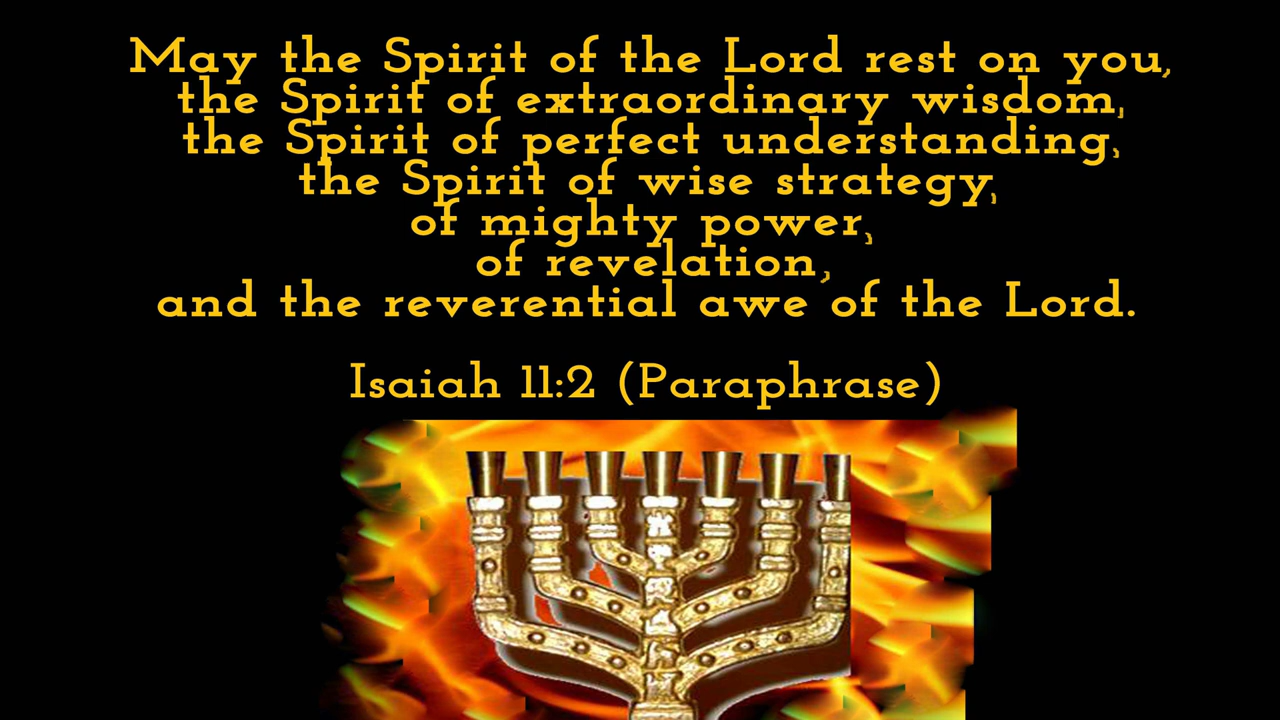 May the Spirit of the Lord rest on you,
the Spirit of extraordinary wisdom,
the Spirit of perfect understanding,
the Spirit of wise strategy,
of mighty power,
of revelation,
and the reverential awe of the Lord.
Isaiah 11:2 (Paraphrase)